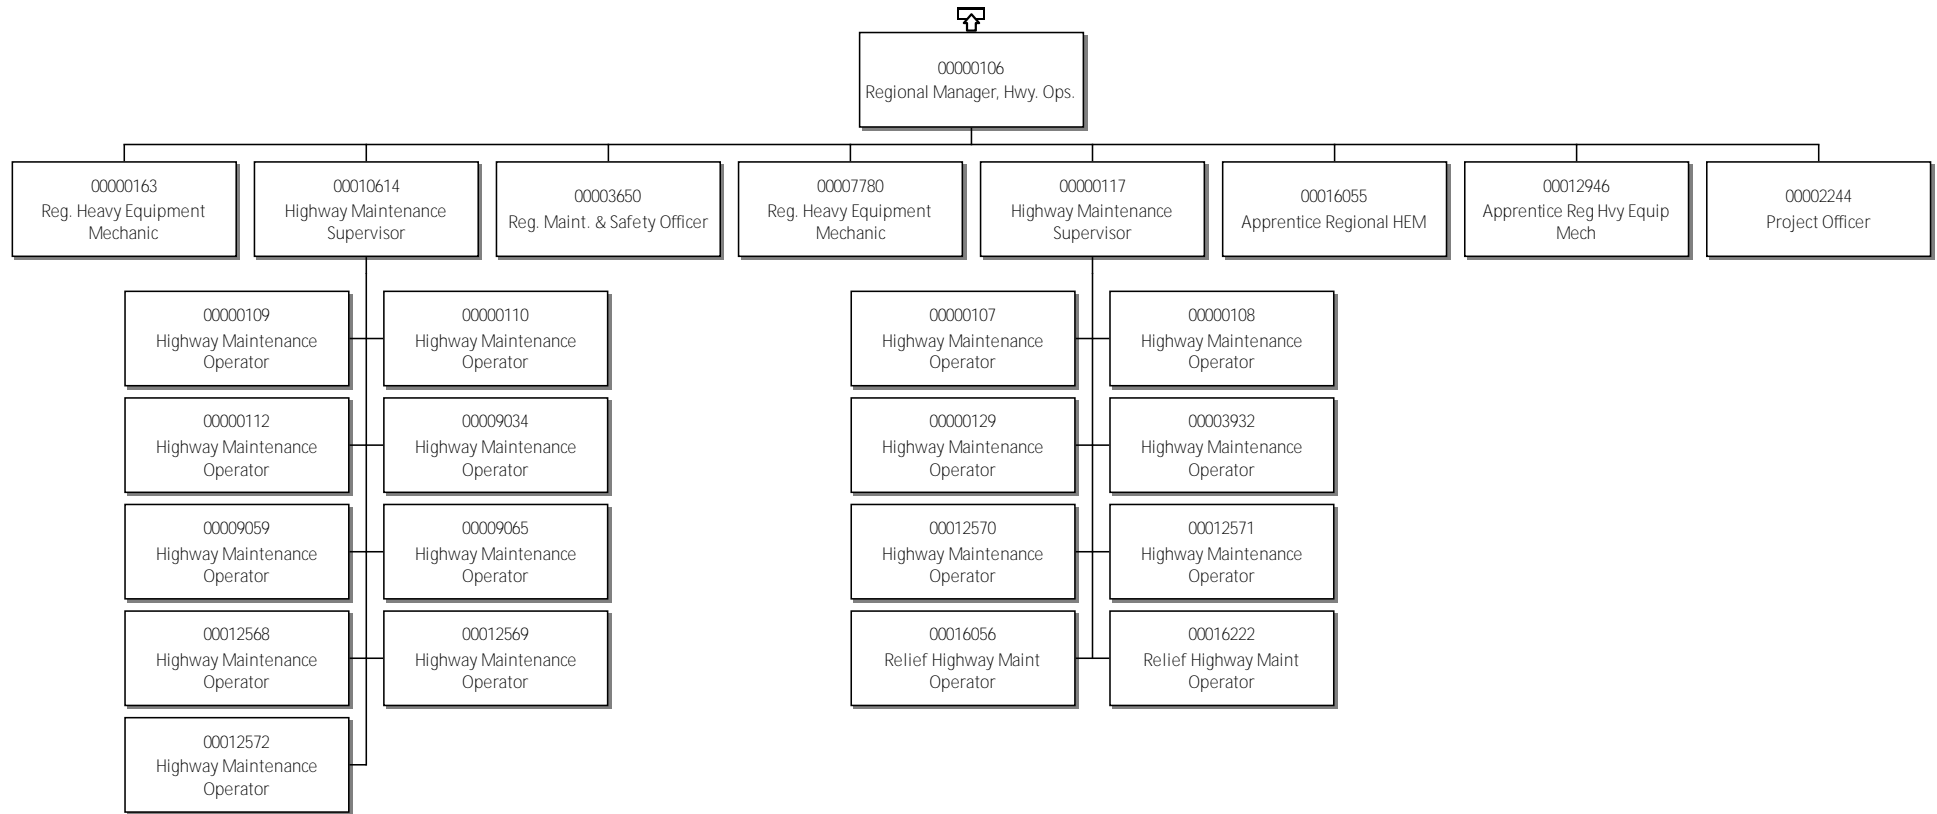 00000106
Regional Manager, Hwy. Ops.
00000163
Reg. Heavy Equipment
Mechanic
00010614
Highway Maintenance
Supervisor
00003650
Reg. Maint. & Safety Officer
00007780
Reg. Heavy Equipment
Mechanic
00000117
Highway Maintenance
Supervisor
00016055
Apprentice Regional HEM
00012946
Apprentice Reg Hvy Equip
Mech
00002244
Project Officer
00000109
Highway Maintenance
Operator
00000110
Highway Maintenance
Operator
00000112
Highway Maintenance
Operator
00009034
Highway Maintenance
Operator
00009059
Highway Maintenance
Operator
00009065
Highway Maintenance
Operator
00012568
Highway Maintenance
Operator
00012569
Highway Maintenance
Operator
00012572
Highway Maintenance
Operator
00000107
Highway Maintenance
Operator
00000108
Highway Maintenance
Operator
00000129
Highway Maintenance
Operator
00003932
Highway Maintenance
Operator
00012570
Highway Maintenance
Operator
00012571
Highway Maintenance
Operator
00016056
Relief Highway Maint
Operator
00016222
Relief Highway Maint
Operator